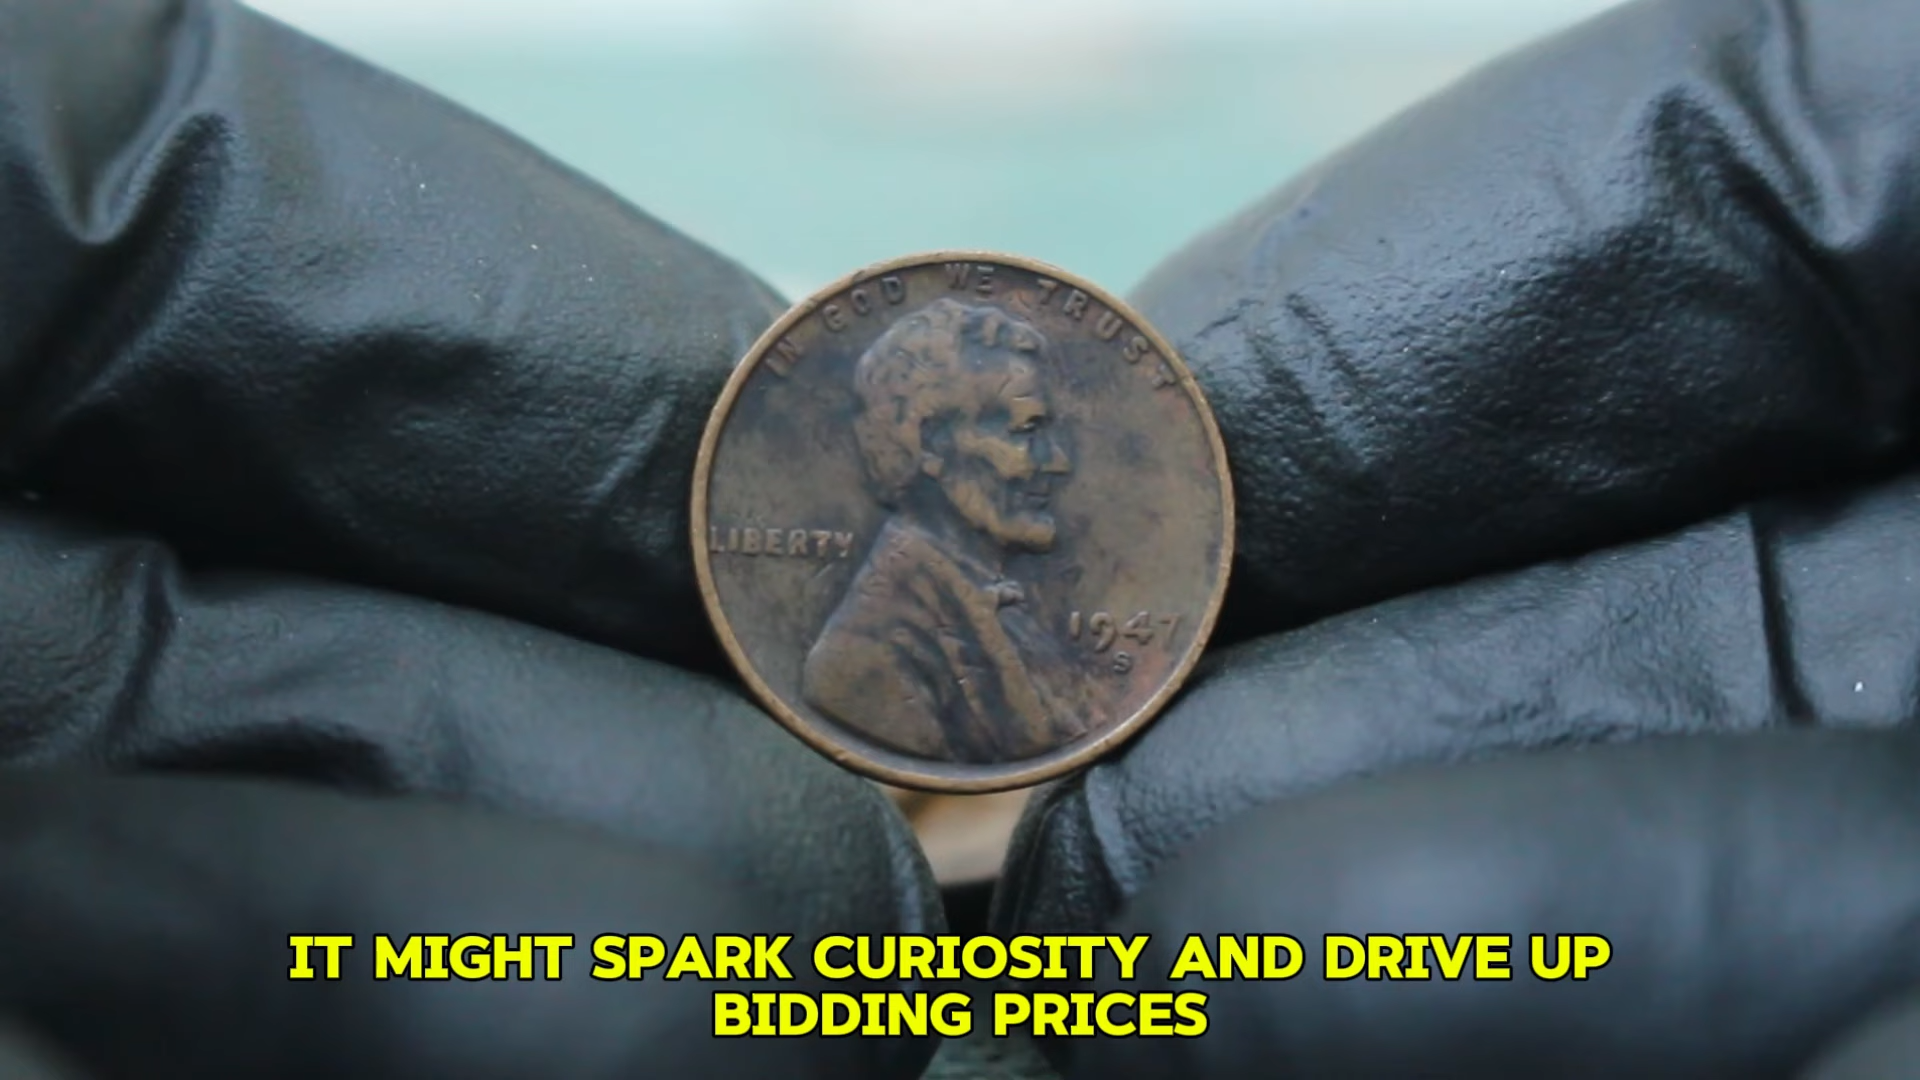 IN GOD WE TRUST
LIBERTY
1947
S
IT MIGHT SPARK CURIOSITY AND DRIVE UP
BIDDING PRICES